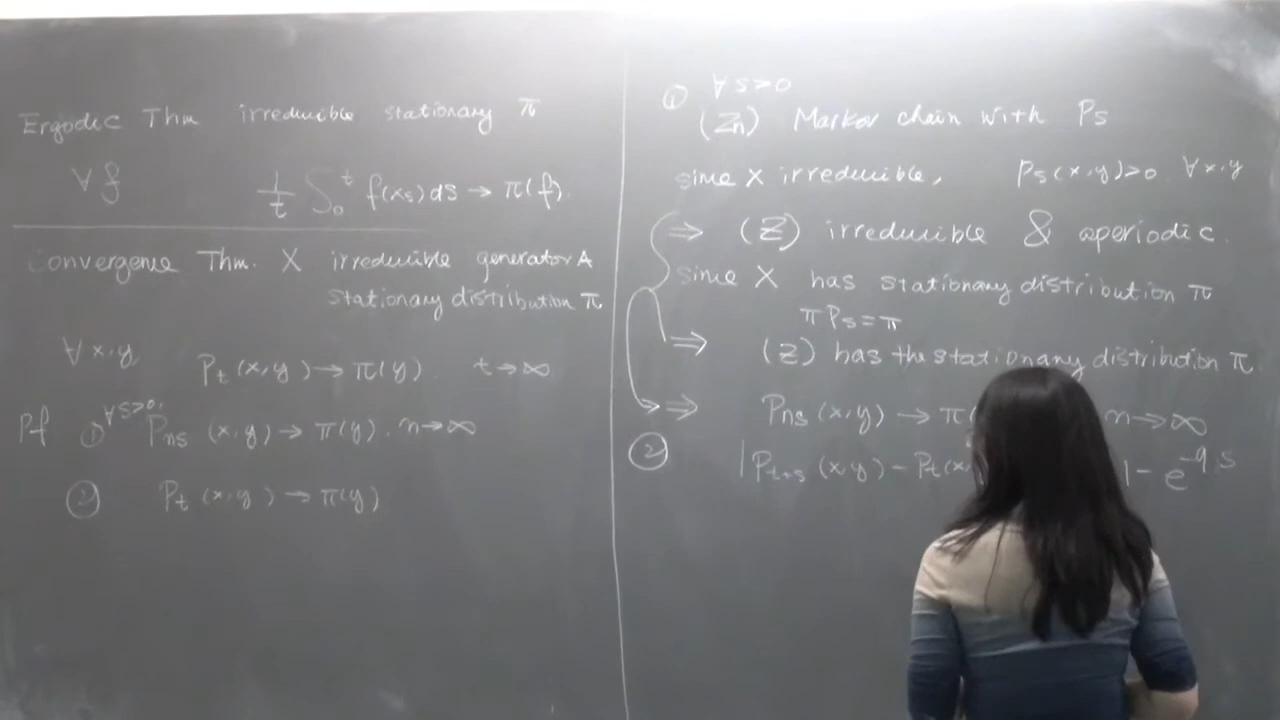 Ergodic Thm irreducible stationary π
∀ f 1/t ∫₀ᵗ f(Xs) ds → π(f).
Convergence Thm. X irreducible generator A
stationary distribution π
∀ x,y Pt(x,y) → π(y). t→∞
Pf ① ∀s>0, Pns (x,y) → π(y). n→∞
② Pt (x,y) → π(y)
① ∀ s>0
(Zn) Markov chain with Ps
since X irreducible, Ps(x,y)>0. ∀x,y
⇒ (Z) irreducible & aperiodic.
since X has stationary distribution π
πPs=π
⇒ (Z) has the stationary distribution π.
⇒ Pns (x,y) → π( n→∞
② |Pt+s (x,y) - Pt(x, 1 - e^-q s